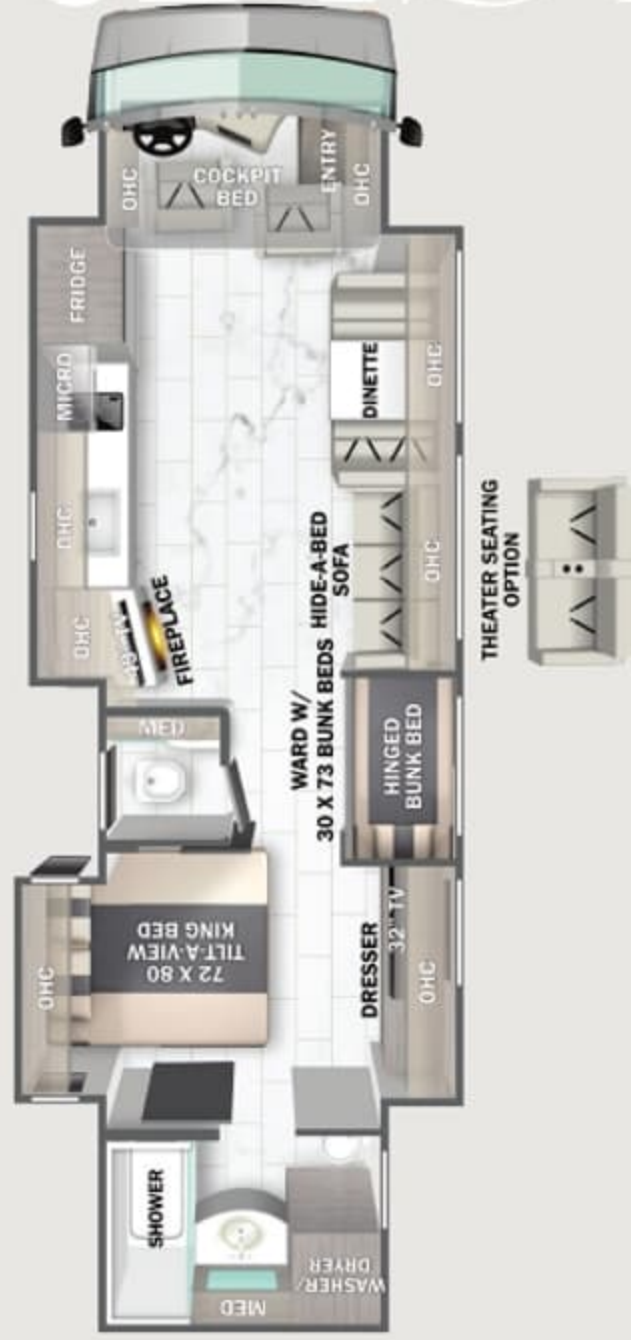 OHC
COCKPIT
BED
ENTRY
OHC
FRIDGE
MICRO
DINETTE
OHC
OHC
HIDE-A-BED
SOFA
OHC
THEATER SEATING
OPTION
OHC
FIREPLACE
WARD W/
30 X 73 BUNK BEDS
MED
HINGED
BUNK BED
72 X 80
TILT-A-VIEW
KING BED
OHC
DRESSER
32" TV
OHC
SHOWER
MED
WASHER/
DRYER